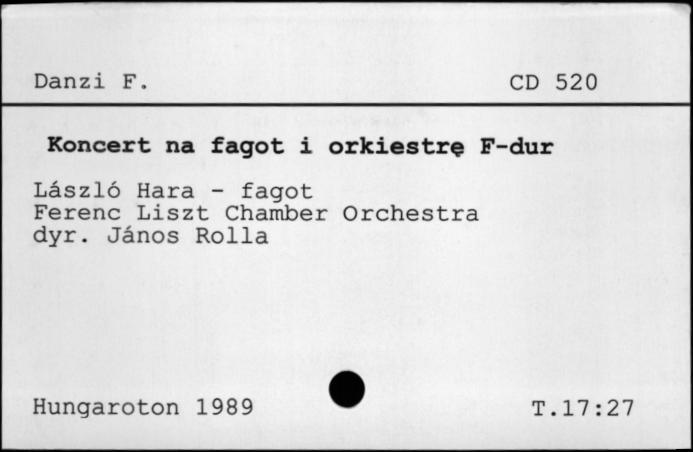 Danzi F. CD 520
Koncert na fagot i orkiestrę F-dur
László Hara - fagot
Ferenc Liszt Chamber Orchestra
dyr. János Rolla
Hungaroton 1989 T.17:27